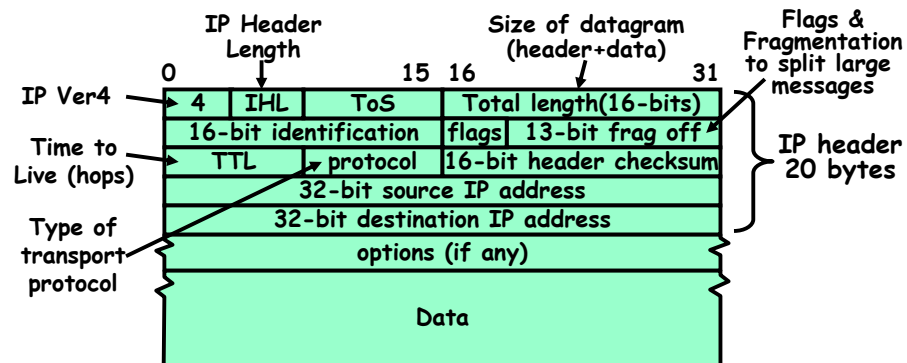 IP Header
Length
Size of datagram
(header+data)
Flags &
Fragmentation
to split large
messages
0
15
16
31
IP Ver4
4
IHL
ToS
Total length(16-bits)
16-bit identification
flags
13-bit frag off
Time to
Live (hops)
TTL
protocol
16-bit header checksum
IP header
20 bytes
32-bit source IP address
32-bit destination IP address
Type of
transport
protocol
options (if any)
Data